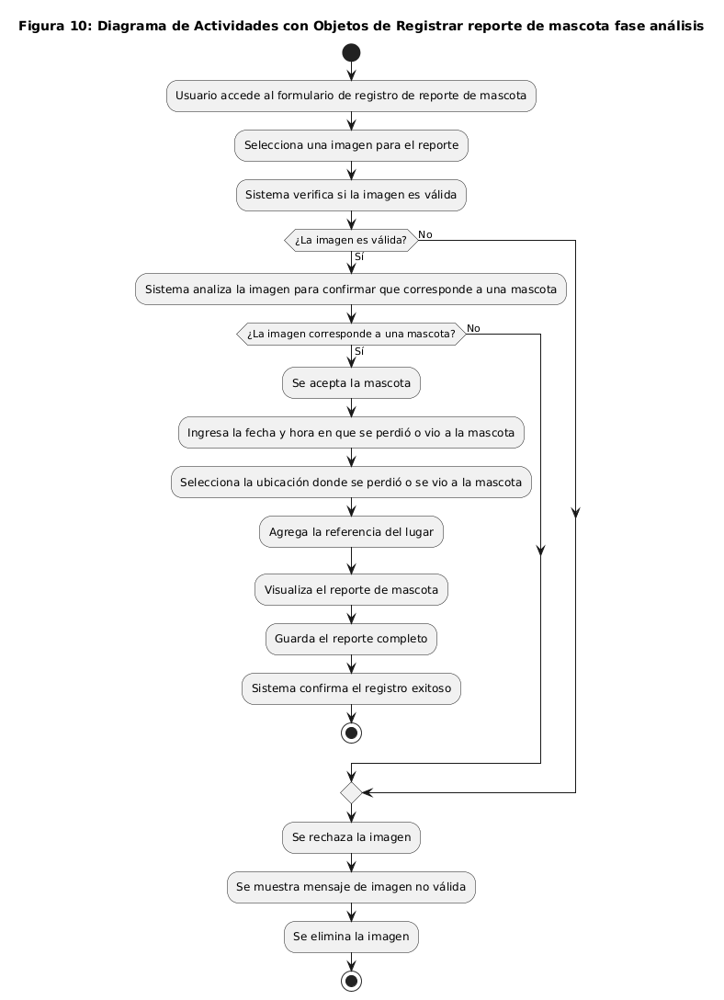 Figura 10: Diagrama de Actividades con Objetos de Registrar reporte de mascota fase análisis
Usuario accede al formulario de registro de reporte de mascota
Selecciona una imagen para el reporte
Sistema verifica si la imagen es válida
¿La imagen es válida?
No
Sí
Sistema analiza la imagen para confirmar que corresponde a una mascota
¿La imagen corresponde a una mascota?
No
Sí
Se acepta la mascota
Ingresa la fecha y hora en que se perdió o vio a la mascota
Selecciona la ubicación donde se perdió o se vio a la mascota
Agrega la referencia del lugar
Visualiza el reporte de mascota
Guarda el reporte completo
Sistema confirma el registro exitoso
Se rechaza la imagen
Se muestra mensaje de imagen no válida
Se elimina la imagen